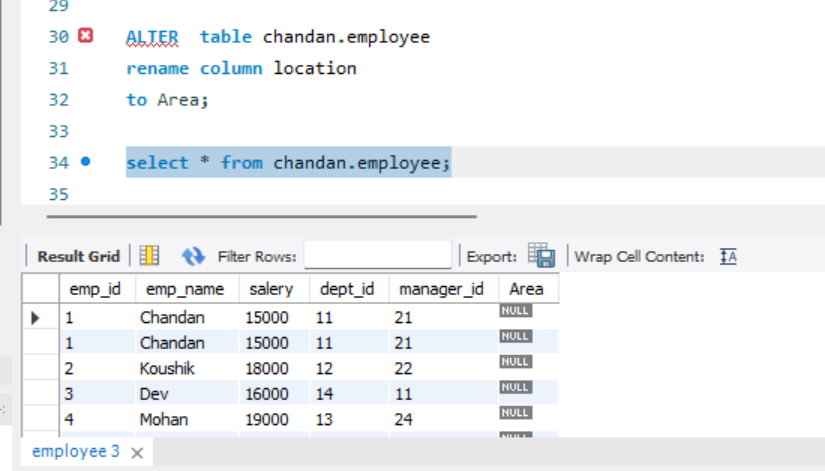 29
30 ALTER table chandan.employee
31 rename column location
32 to Area;
33
34 select * from chandan.employee;
35
Result Grid Filter Rows: Export: Wrap Cell Content: IA
emp_id emp_name salery dept_id manager_id Area
1 Chandan 15000 11 21 NULL
1 Chandan 15000 11 21 NULL
2 Koushik 18000 12 22 NULL
3 Dev 16000 14 11 NULL
4 Mohan 19000 13 24 NULL
NULL
employee 3